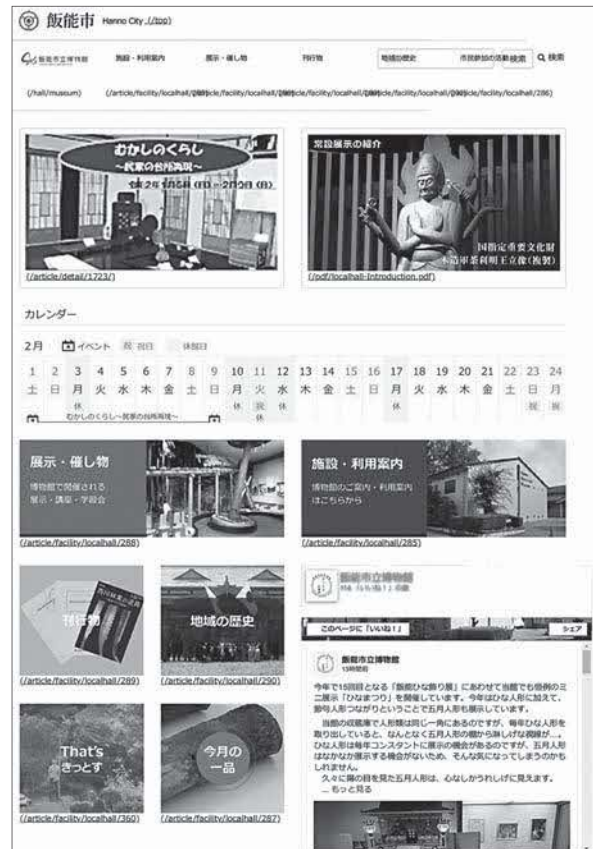 飯能市 Hanno City (/top)
飯能市立博物館 施設・利用案内 展示・催し物 刊行物 地域の歴史 市民参加の活動 検索 検索
(/hall/museum)
むかしのくらし
~民家の台所再現~
常設展示の紹介
国指定重要文化財
木造軍荼利明王立像(複製)
(/article/detail/1723/)
(/pdf/localhall-Introduction.pdf)
カレンダー
2月 イベント 祝 祝日 休館日
1 2 3 4 5 6 7 8 9 10 11 12 13 14 15 16 17 18 19 20 21 22 23 24
土 日 月 火 水 木 金 土 日 月 火 水 木 金 土 日 月 火 水 木 金 土 日 月
休 休 祝 休 休 祝 祝
休
むかしのくらし~民家の台所再現~
展示・催し物
博物館で開催される
展示・講座・学習会
施設・利用案内
博物館のご案内・利用案内
はこちらから
(/article/facility/localhall/288)
(/article/facility/localhall/285)
刊行物
地域の歴史
(/article/facility/localhall/289)
(/article/facility/localhall/290)
That's
きっとす
今月の
一品
(/article/facility/localhall/360)
(/article/facility/localhall/287)
飯能市立博物館
このページに「いいね!」 シェア
飯能市立博物館
15時間前
今年で15回目となる「飯能ひな飾り展」にあわせて当館でも恒例のミ
ニ展示「ひなまつり」を開催しています。今年はひな人形に加えて、
節句人形つながりということで五月人形も展示しています。
当館の収蔵庫で人形類は同じ一角にあるのですが、毎年ひな人形を
取り出していると、なんとなく五月人形の棚から淋しげな視線が…。
ひな人形は毎年コンスタントに展示の機会があるのですが、五月人形
はなかなか展示する機会がないため、そんな気になってしまうのかも
しれません。
久々に陽の目を見た五月人形は、心なしかうれしげに見えます。
... もっと見る